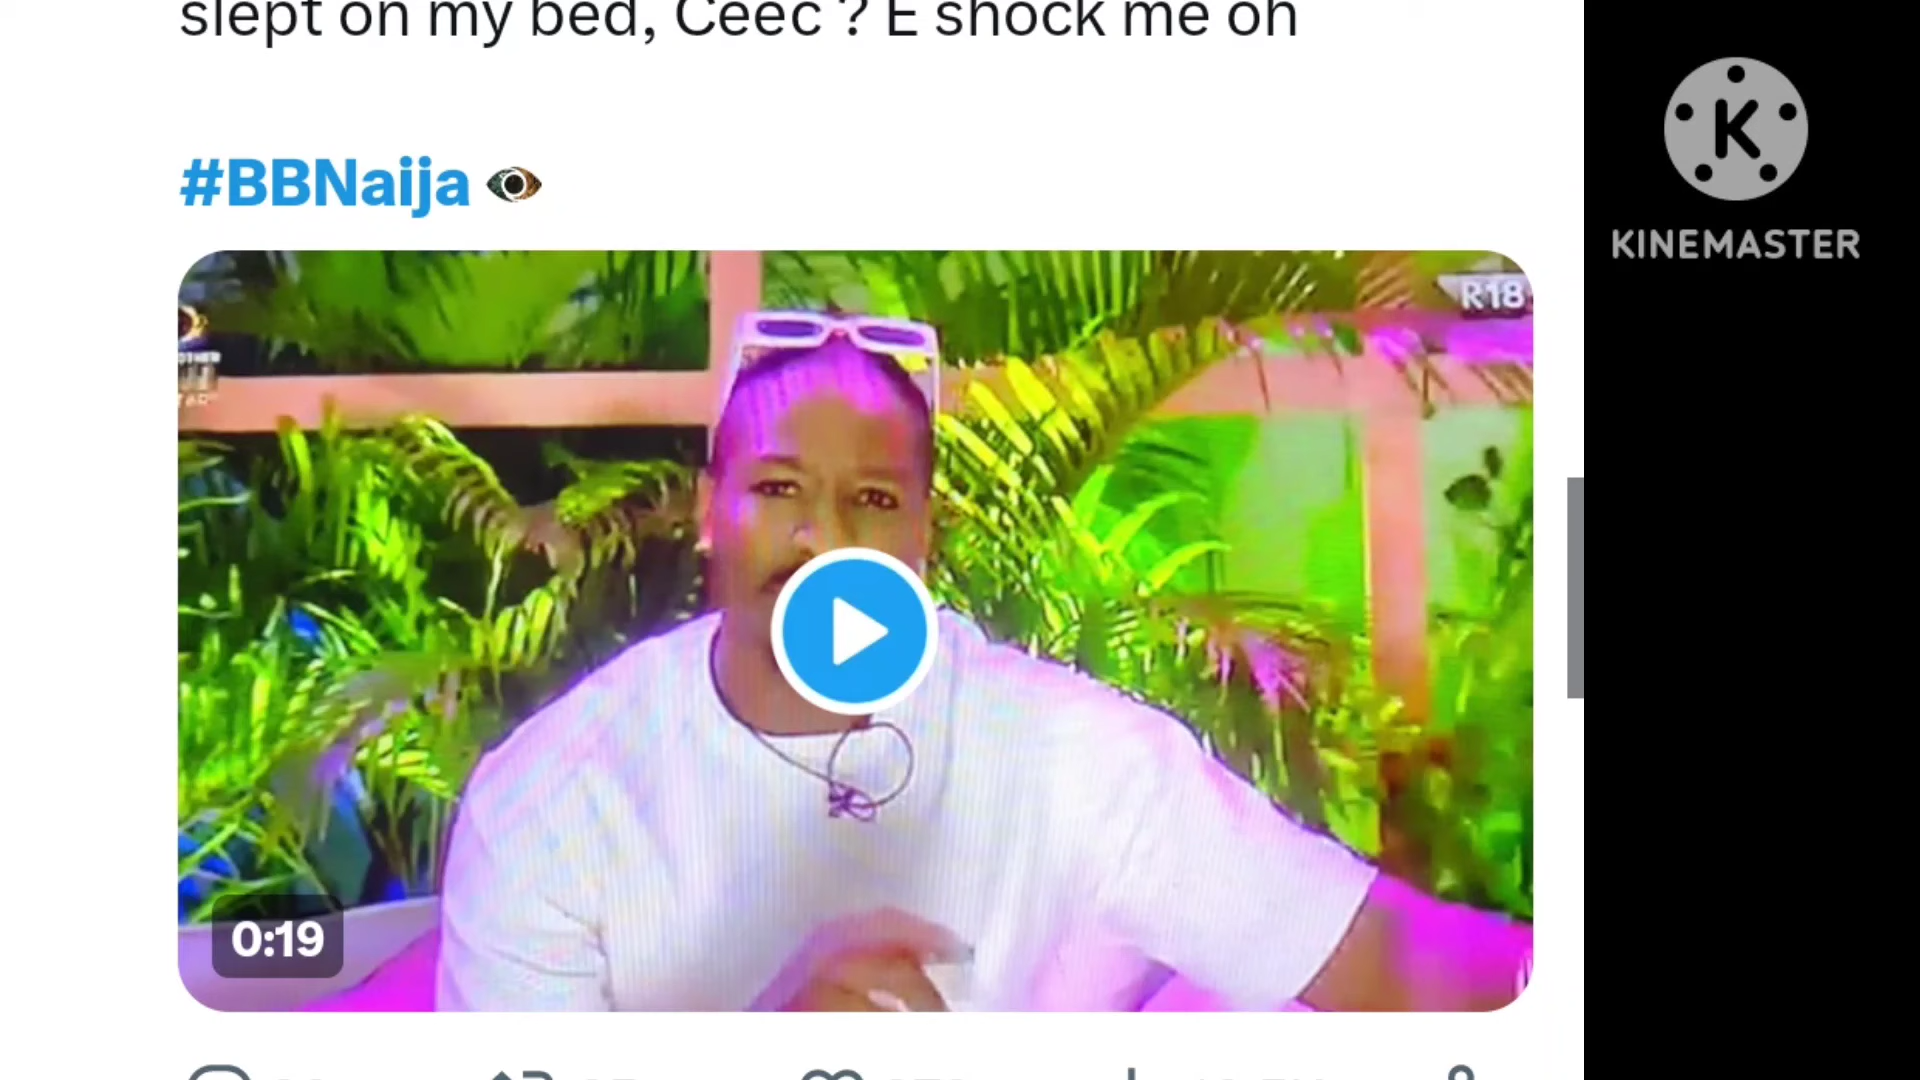 slept on my bed, Ceec ? E shock me oh
#BBNaija
R18
0:19
K
KINEMASTER